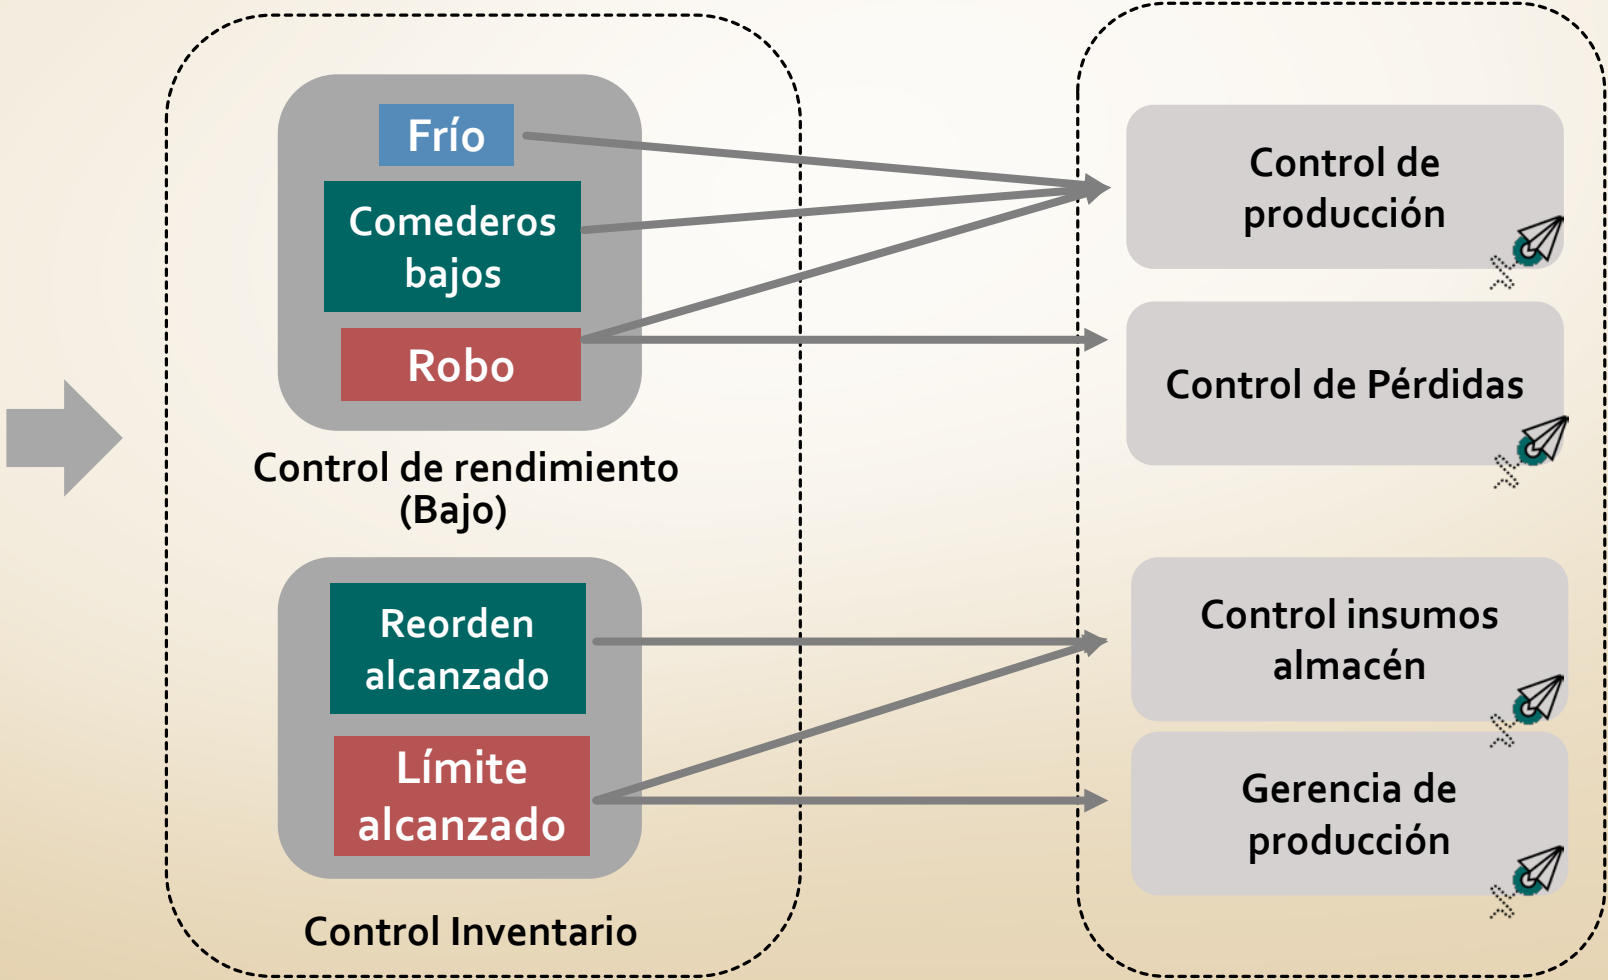 Frío
Comederos
bajos
Robo
Control de rendimiento
(Bajo)
Reorden
alcanzado
Límite
alcanzado
Control Inventario
Control de
producción
Control de Pérdidas
Control insumos
almacén
Gerencia de
producción